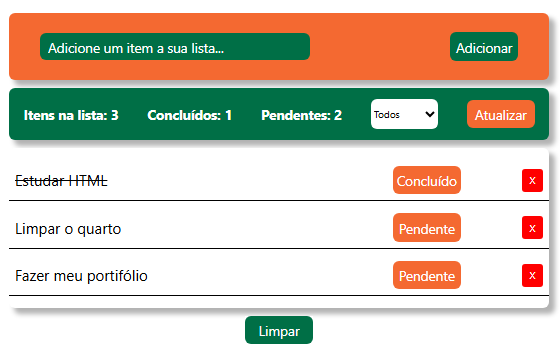 Adicione um item a sua lista... Adicionar
Itens na lista: 3 Concluídos: 1 Pendentes: 2 Todos Atualizar
Estudar HTML Concluído x
Limpar o quarto Pendente x
Fazer meu portifólio Pendente x
Limpar